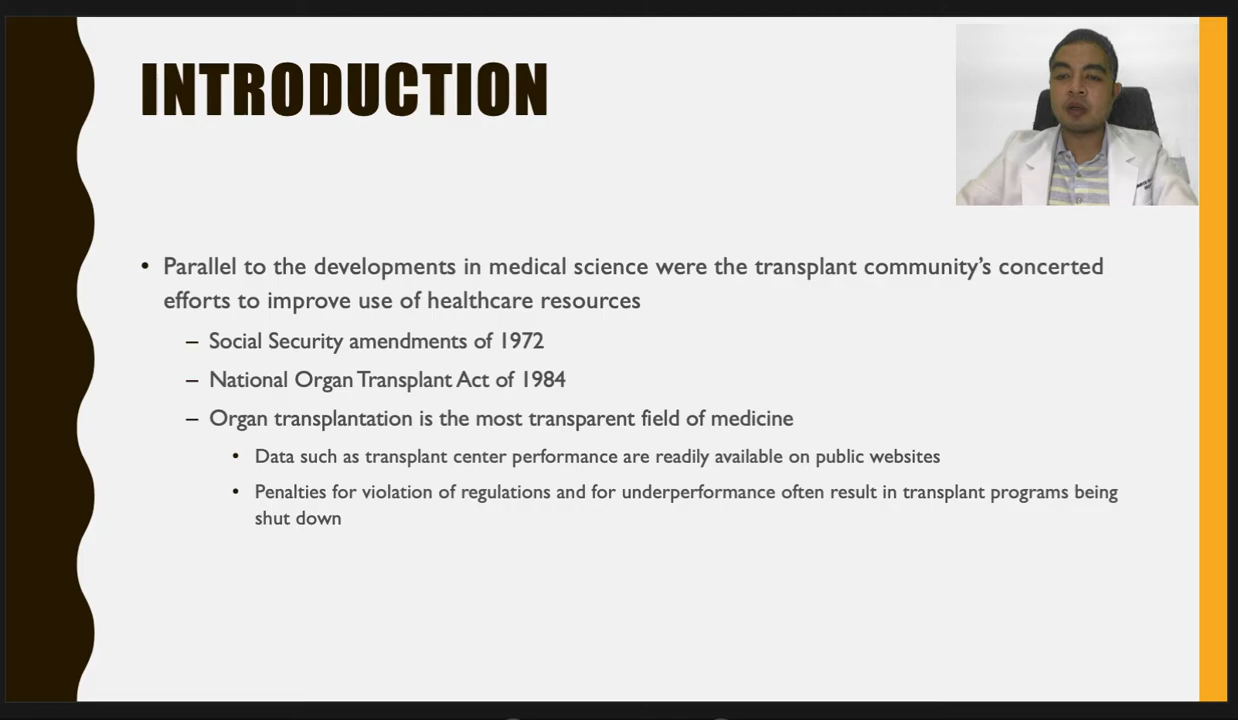 INTRODUCTION
• Parallel to the developments in medical science were the transplant community’s concerted
efforts to improve use of healthcare resources
– Social Security amendments of 1972
– National Organ Transplant Act of 1984
– Organ transplantation is the most transparent field of medicine
• Data such as transplant center performance are readily available on public websites
• Penalties for violation of regulations and for underperformance often result in transplant programs being
shut down